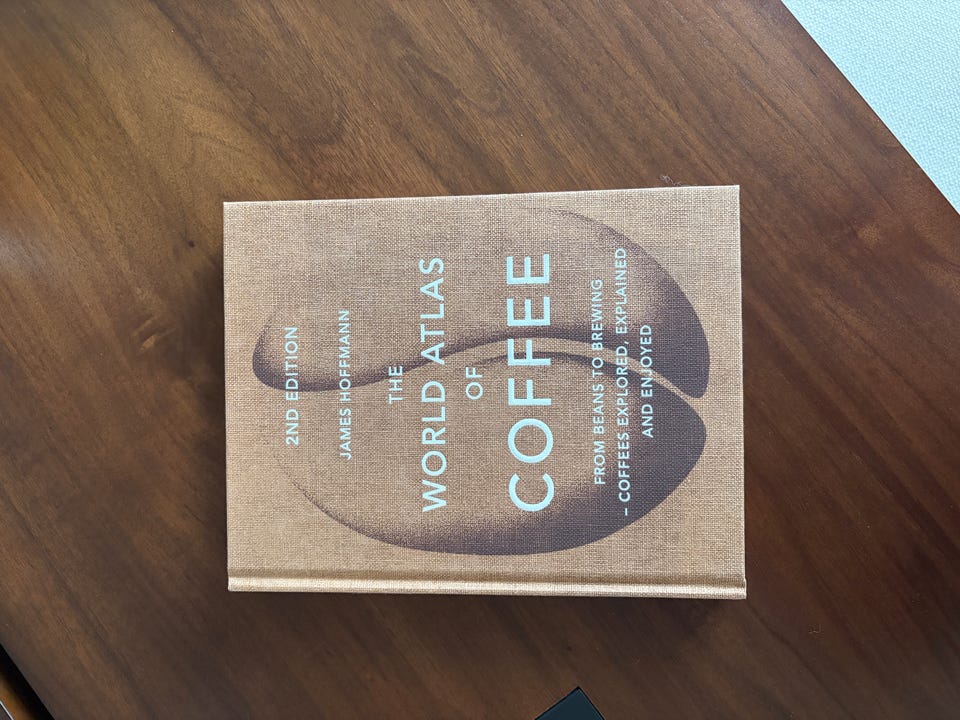 2ND EDITION
JAMES HOFFMANN
THE
WORLD ATLAS
OF
COFFEE
FROM BEANS TO BREWING
– COFFEES EXPLORED, EXPLAINED
AND ENJOYED